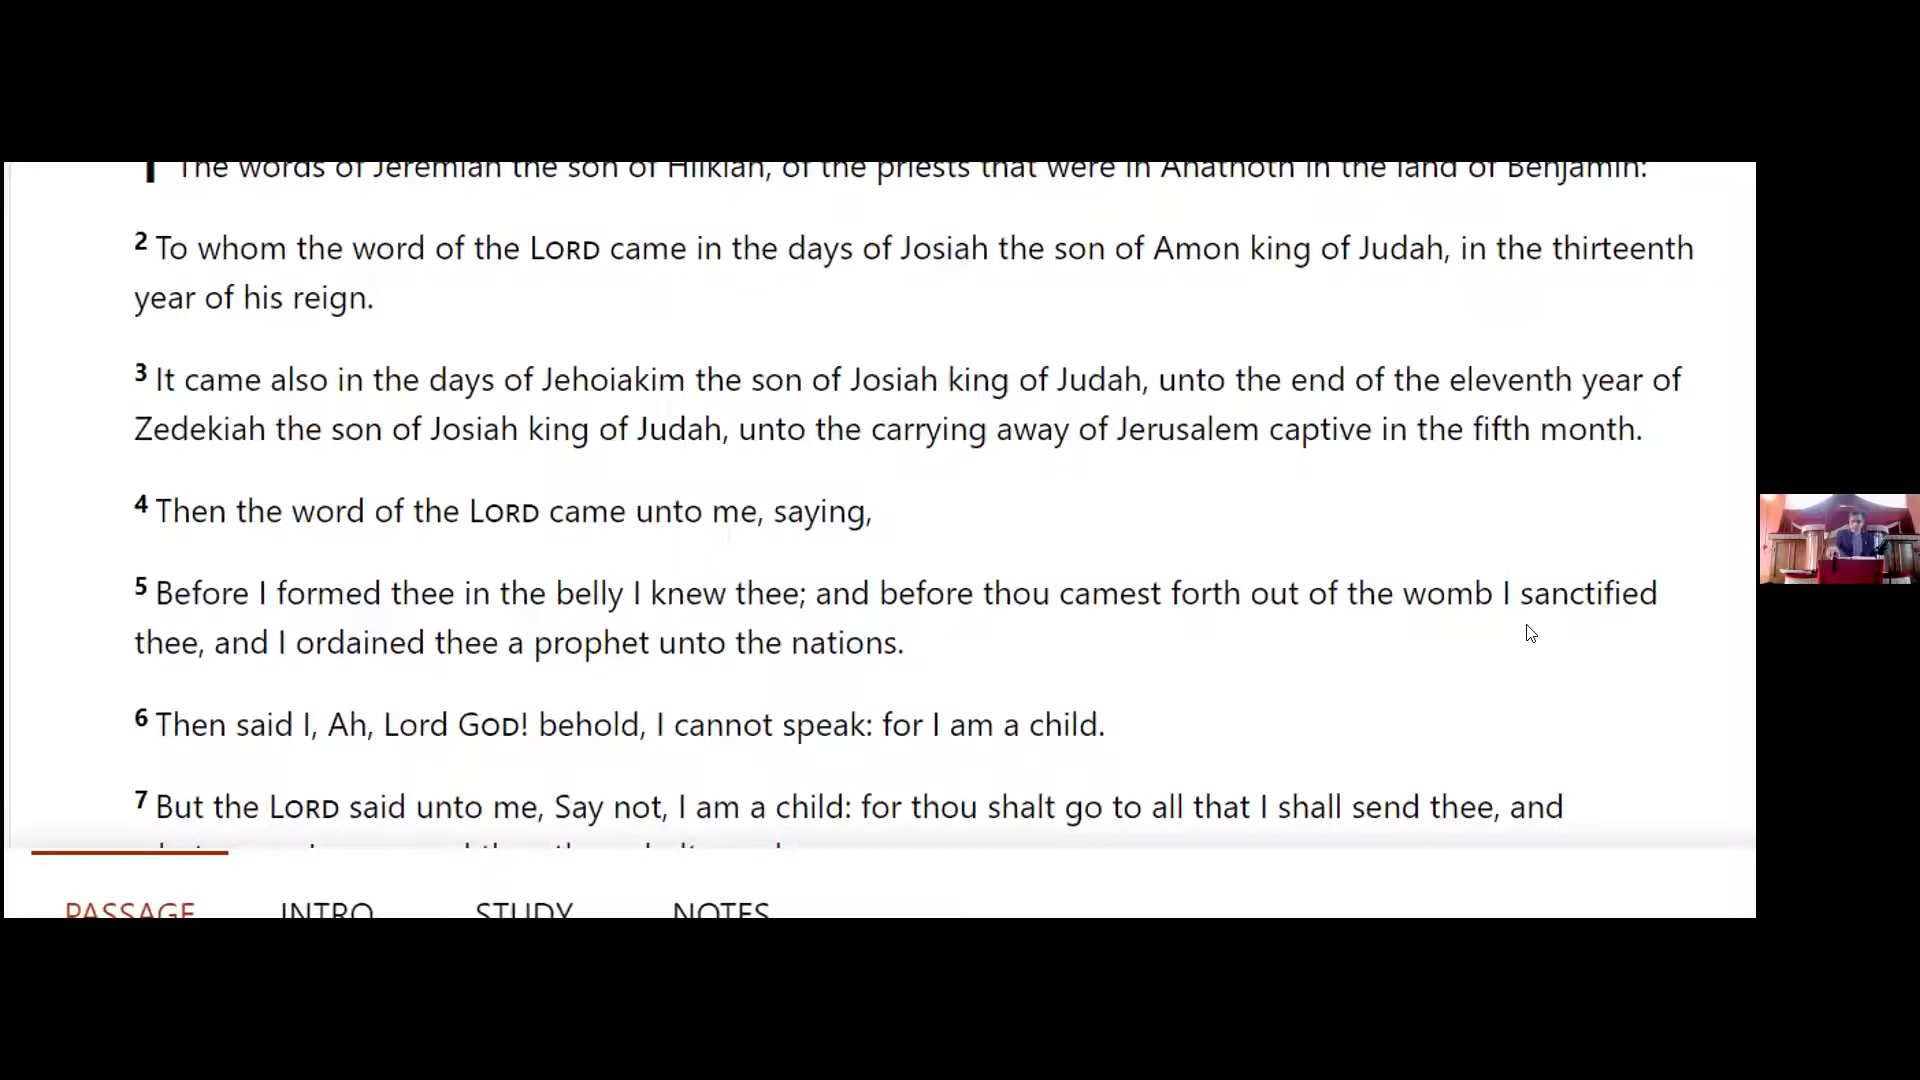 1 The words of Jeremiah the son of Hilkiah, of the priests that were in Anathoth in the land of Benjamin:
2 To whom the word of the LORD came in the days of Josiah the son of Amon king of Judah, in the thirteenth
year of his reign.
3 It came also in the days of Jehoiakim the son of Josiah king of Judah, unto the end of the eleventh year of
Zedekiah the son of Josiah king of Judah, unto the carrying away of Jerusalem captive in the fifth month.
4 Then the word of the LORD came unto me, saying,
5 Before I formed thee in the belly I knew thee; and before thou camest forth out of the womb I sanctified
thee, and I ordained thee a prophet unto the nations.
6 Then said I, Ah, Lord GOD! behold, I cannot speak: for I am a child.
7 But the LORD said unto me, Say not, I am a child: for thou shalt go to all that I shall send thee, and
PASSAGE INTRO STUDY NOTES